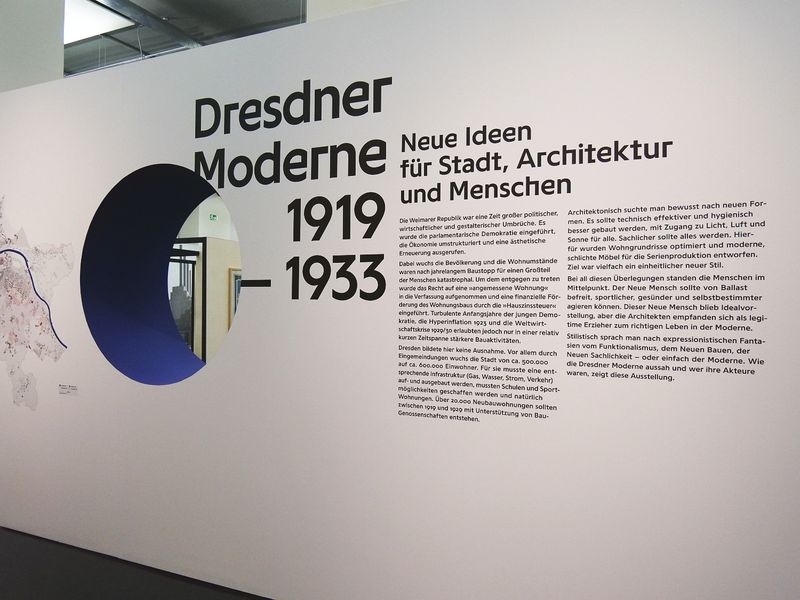 Dresdner
Moderne
1919
– 1933
Neue Ideen
für Stadt, Architektur
und Menschen
Die Weimarer Republik war eine Zeit großer politischer,
wirtschaftlicher und gestalterischer Umbrüche. Es
wurde die parlamentarische Demokratie eingeführt,
die Ökonomie umstrukturiert und eine ästhetische
Erneuerung ausgerufen.
Dabei wuchs die Bevölkerung und die Wohnumstände
waren nach jahrelangem Baustopp für einen Großteil
der Menschen katastrophal. Um dem entgegen zu treten
wurde das Recht auf eine »angemessene Wohnung«
in die Verfassung aufgenommen und eine finanzielle För-
derung des Wohnungsbaus durch die »Hauszinssteuer«
eingeführt. Turbulente Anfangsjahre der jungen Demo-
kratie, die Hyperinflation 1923 und die Weltwirt-
schaftskrise 1929/30 erlaubten jedoch nur in einer relativ
kurzen Zeitspanne stärkere Bauaktivitäten.
Dresden bildete hier keine Ausnahme. Vor allem durch
Eingemeindungen wuchs die Stadt von ca. 500.000
auf ca. 600.000 Einwohner. Für sie musste eine ent-
sprechende Infrastruktur (Gas, Wasser, Strom, Verkehr)
auf- und ausgebaut werden, mussten Schulen und Sport-
möglichkeiten geschaffen werden und natürlich
Wohnungen. Über 20.000 Neubauwohnungen sollten
zwischen 1919 und 1929 mit Unterstützung von Bau-
Genossenschaften entstehen.
Architektonisch suchte man bewusst nach neuen For-
men. Es sollte technisch effektiver und hygienisch
besser gebaut werden, mit Zugang zu Licht, Luft und
Sonne für alle. Sachlicher sollte alles werden. Hier-
für wurden Wohngrundrisse optimiert und moderne,
schlichte Möbel für die Serienproduktion entworfen.
Ziel war vielfach ein einheitlicher neuer Stil.
Bei all diesen Überlegungen standen die Menschen im
Mittelpunkt. Der Neue Mensch sollte von Ballast
befreit, sportlicher, gesünder und selbstbestimmter
agieren können. Dieser Neue Mensch blieb Idealvor-
stellung, aber die Architekten empfanden sich als legi-
time Erzieher zum richtigen Leben in der Moderne.
Stilistisch sprach man nach expressionistischen Fanta-
sien vom Funktionalismus, dem Neuen Bauen, der
Neuen Sachlichkeit – oder einfach der Moderne. Wie
die Dresdner Moderne aussah und wer ihre Akteure
waren, zeigt diese Ausstellung.